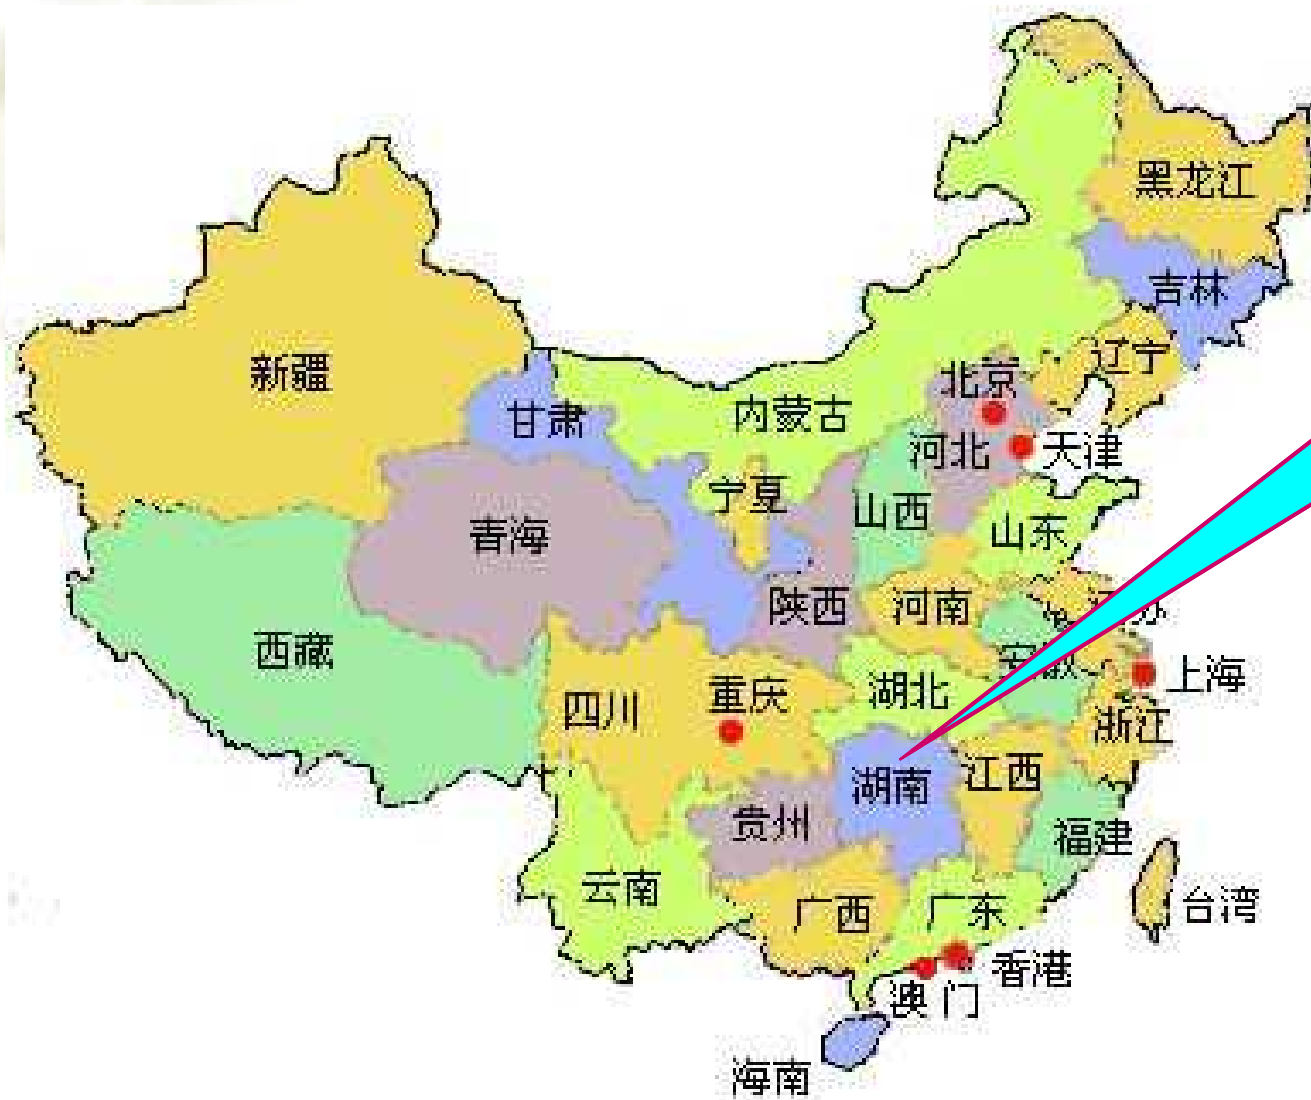 黑龙江
吉林
辽宁
新疆
北京
甘肃
内蒙古
河北
天津
宁夏
山西
青海
山东
陕西
河南
西藏
安徽
上海
湖北
重庆
四川
浙江
江西
湖南
贵州
福建
云南
广西
广东
台湾
香港
澳门
海南